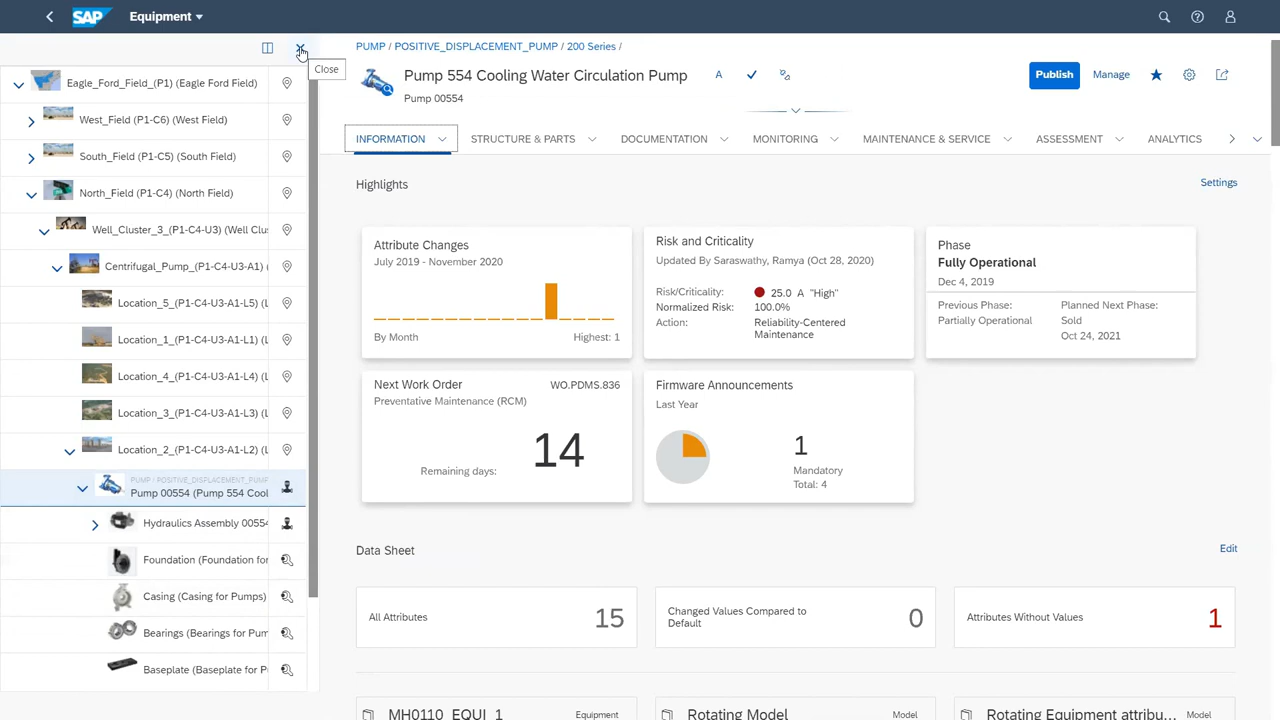 SAP
Equipment
Close
Eagle_Ford_Field_(P1) (Eagle Ford Field)
West_Field (P1-C6) (West Field)
South_Field (P1-C5) (South Field)
North_Field (P1-C4) (North Field)
Well_Cluster_3_(P1-C4-U3) (Well Clus
Centrifugal_Pump_(P1-C4-U3-A1) (
Location_5_(P1-C4-U3-A1-L5) (L
Location_1_(P1-C4-U3-A1-L1) (L
Location_4_(P1-C4-U3-A1-L4) (L
Location_3_(P1-C4-U3-A1-L3) (L
Location_2_(P1-C4-U3-A1-L2) (L
PUMP / POSITIVE_DISPLACEMENT_PUMP
Pump 00554 (Pump 554 Cool
Hydraulics Assembly 00554
Foundation (Foundation for
Casing (Casing for Pumps)
Bearings (Bearings for Pum
Baseplate (Baseplate for P
PUMP / POSITIVE_DISPLACEMENT_PUMP / 200 Series /
Pump 554 Cooling Water Circulation Pump
A
Pump 00554
Publish
Manage
INFORMATION
STRUCTURE & PARTS
DOCUMENTATION
MONITORING
MAINTENANCE & SERVICE
ASSESSMENT
ANALYTICS
Highlights
Settings
Attribute Changes
July 2019 - November 2020
By Month
Highest: 1
Risk and Criticality
Updated By Saraswathy, Ramya (Oct 28, 2020)
Risk/Criticality: 25.0 A "High"
Normalized Risk: 100.0%
Action: Reliability-Centered
Maintenance
Phase
Fully Operational
Dec 4, 2019
Previous Phase:
Partially Operational
Planned Next Phase:
Sold
Oct 24, 2021
Next Work Order
WO.PDMS.836
Preventative Maintenance (RCM)
Remaining days: 14
Firmware Announcements
Last Year
1
Mandatory
Total: 4
Data Sheet
Edit
All Attributes 15
Changed Values Compared to
Default
0
Attributes Without Values 1
MH0110_EQUI_1 Equipment
Rotating Model Model
Rotating Equipment attribu... Model